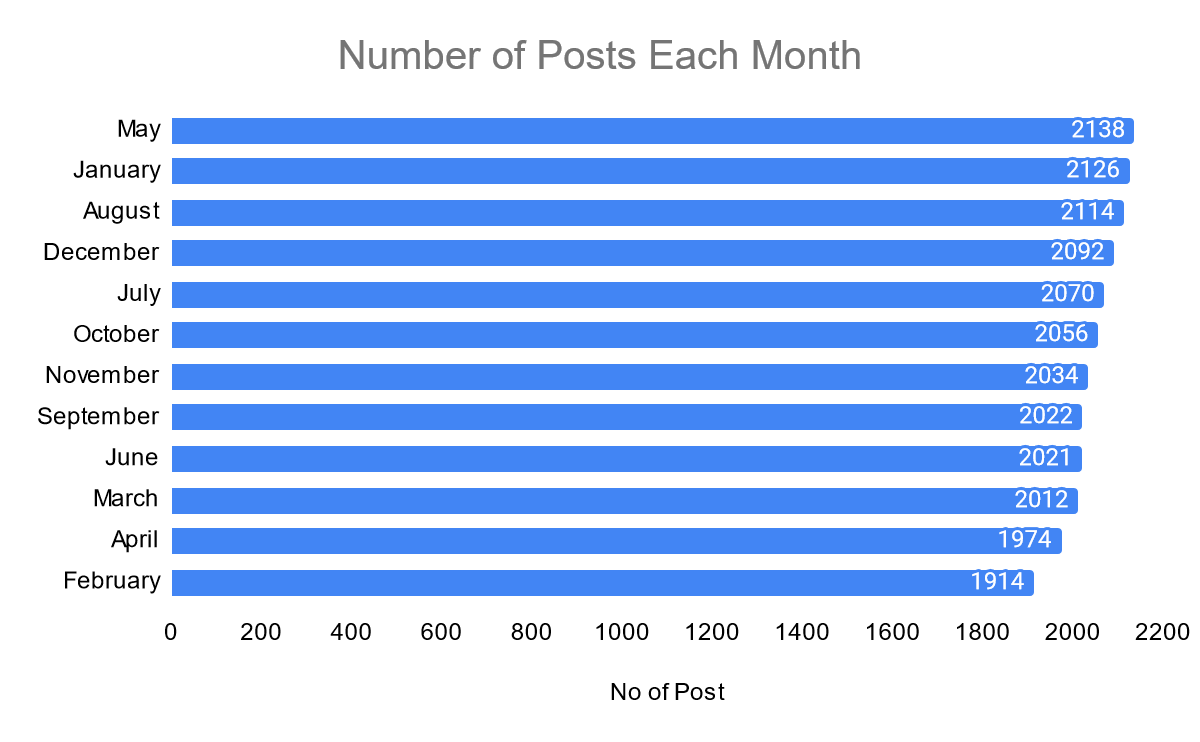 Number of Posts Each Month
May 2138
January 2126
August 2114
December 2092
July 2070
October 2056
November 2034
September 2022
June 2021
March 2012
April 1974
February 1914
0 200 400 600 800 1000 1200 1400 1600 1800 2000 2200
No of Post